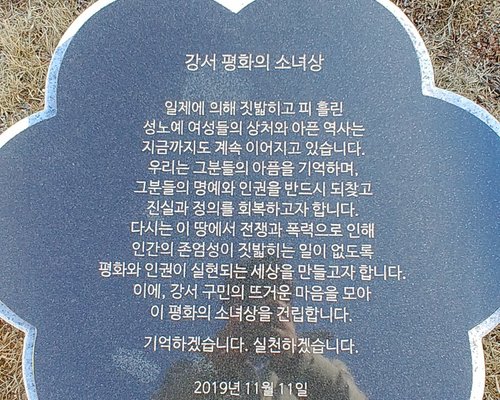 강서 평화의 소녀상
일제에 의해 짓밟히고 피 흘린
성노예 여성들의 상처와 아픈 역사는
지금까지도 계속 이어지고 있습니다.
우리는 그분들의 아픔을 기억하며,
그분들의 명예와 인권을 반드시 되찾고
진실과 정의를 회복하고자 합니다.
다시는 이 땅에서 전쟁과 폭력으로 인해
인간의 존엄성이 짓밟히는 일이 없도록
평화와 인권이 실현되는 세상을 만들고자 합니다.
이에, 강서 구민의 뜨거운 마음을 모아
이 평화의 소녀상을 건립합니다.
기억하겠습니다. 실천하겠습니다.
2019년 11월 11일